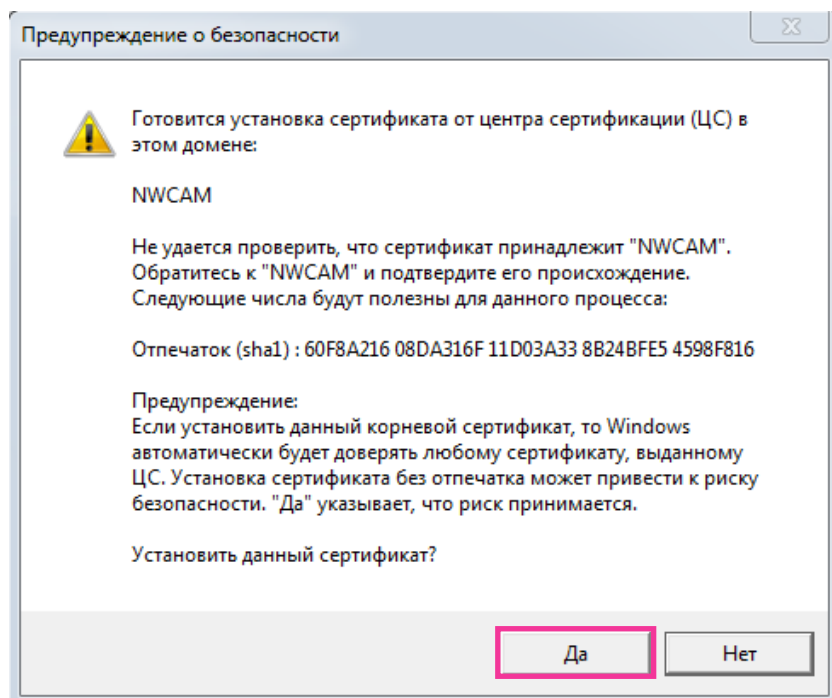 Предупреждение о безопасности
Готовится установка сертификата от центра сертификации (ЦС) в
этом домене:
NWCAM
Не удается проверить, что сертификат принадлежит "NWCAM".
Обратитесь к "NWCAM" и подтвердите его происхождение.
Следующие числа будут полезны для данного процесса:
Отпечаток (sha1) : 60F8A216 08DA316F 11D03A33 8B24BFE5 4598F816
Предупреждение:
Если установить данный корневой сертификат, то Windows
автоматически будет доверять любому сертификату, выданному
ЦС. Установка сертификата без отпечатка может привести к риску
безопасности. "Да" указывает, что риск принимается.
Установить данный сертификат?
Да
Нет